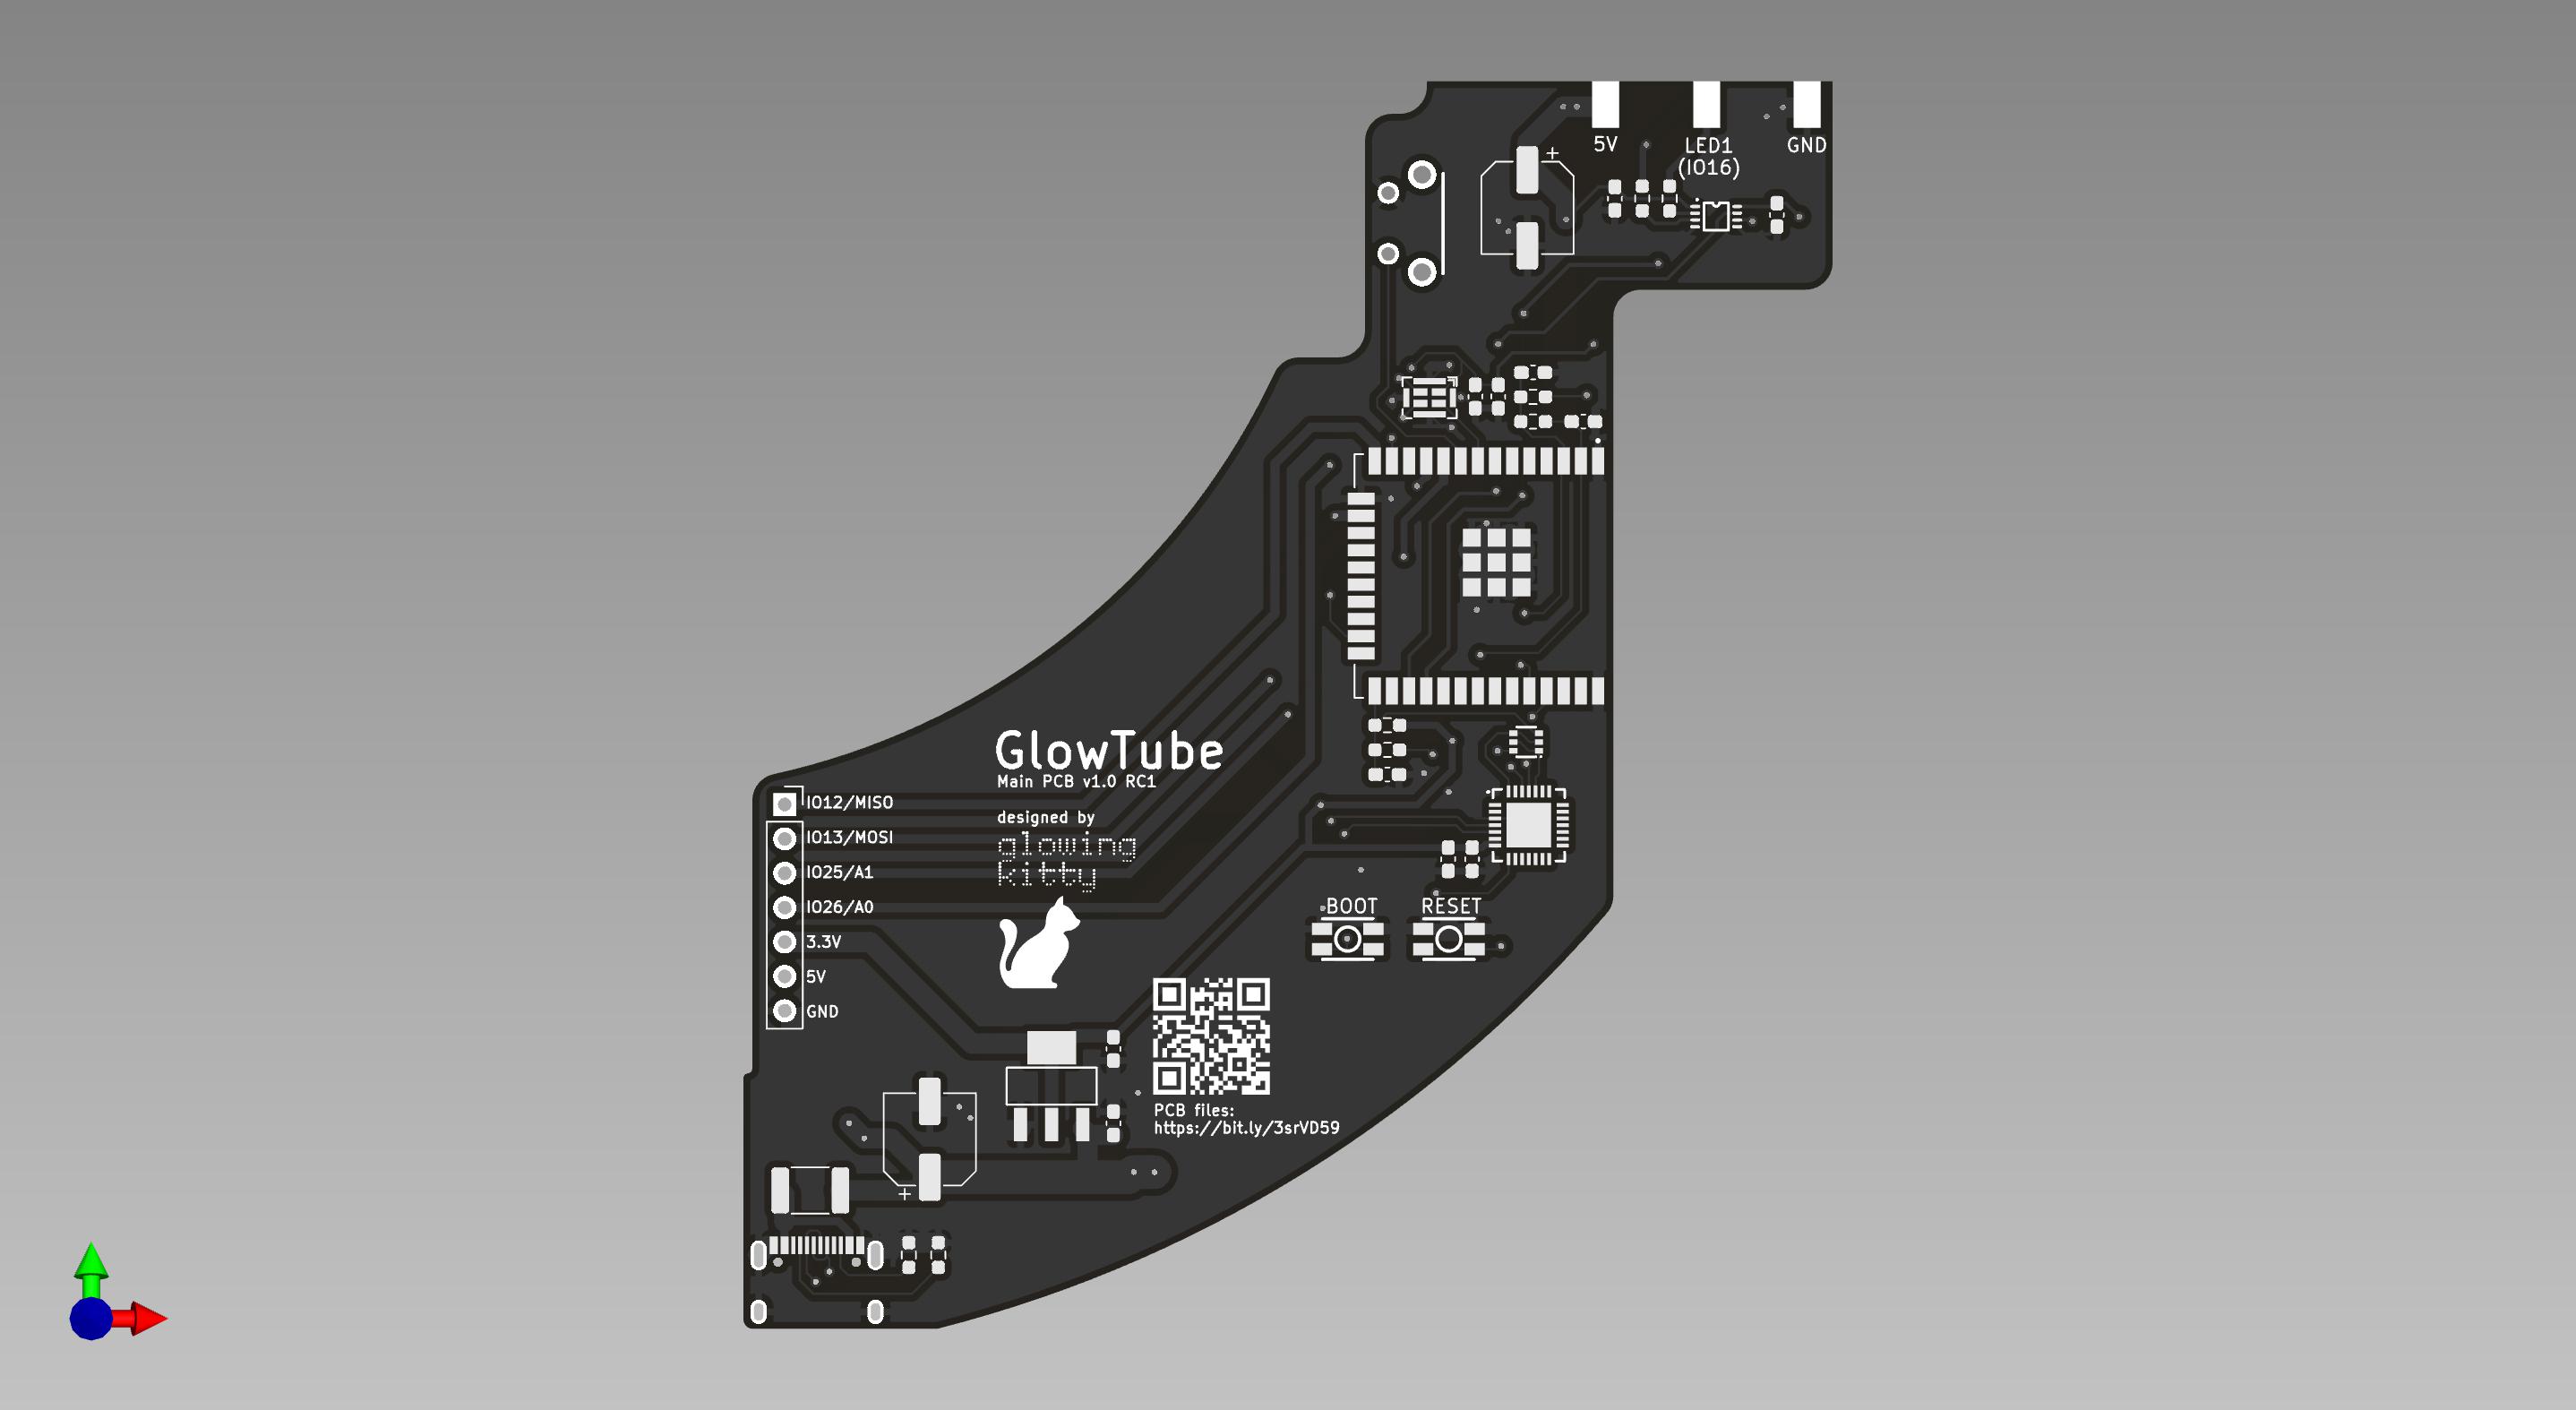 5V
LED1
(IO16)
GND
GlowTube
Main PCB v1.0 RC1
designed by
glowing
kitty
IO12/MISO
IO13/MOSI
IO25/A1
IO26/A0
3.3V
5V
GND
BOOT
RESET
PCB files:
https://bit.ly/3srVD59